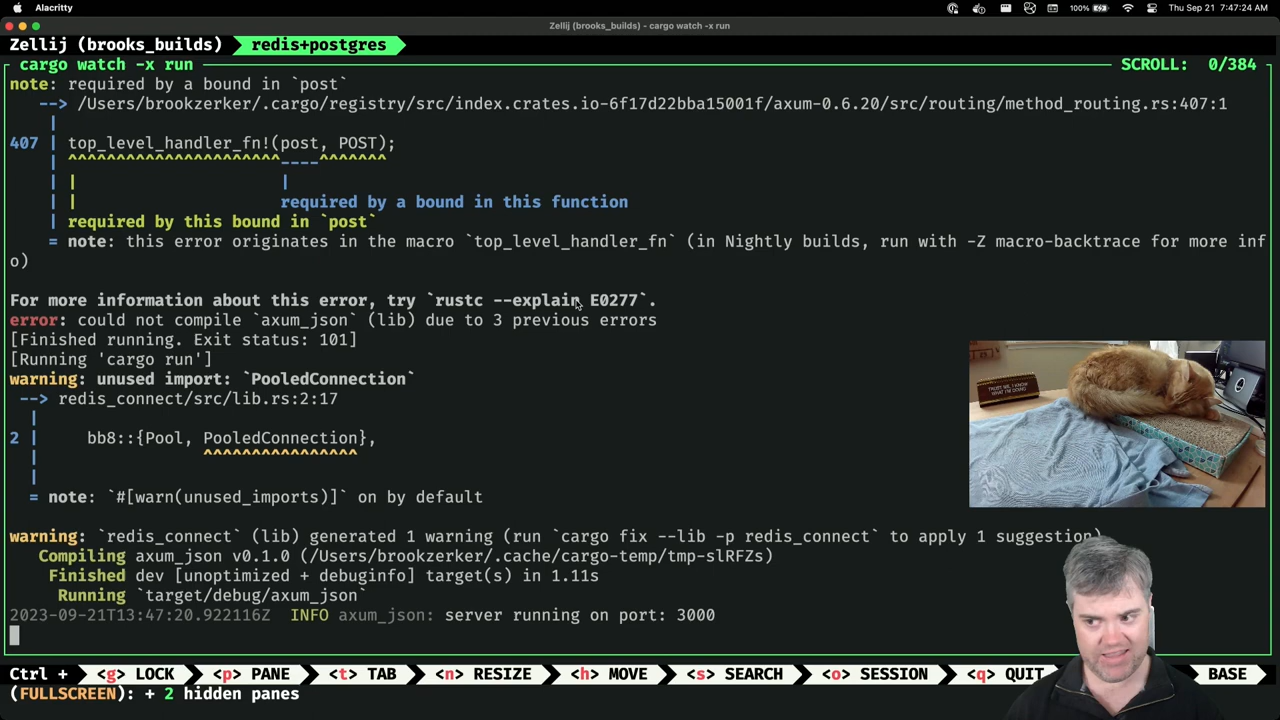 Alacritty
100%
Thu Sep 21 7:47:24 AM
Zellij (brooks_builds) - cargo watch -x run
Zellij (brooks_builds) redis+postgres
cargo watch -x run SCROLL: 0/384
note: required by a bound in `post`
--> /Users/brookzerker/.cargo/registry/src/index.crates.io-6f17d22bba15001f/axum-0.6.20/src/routing/method_routing.rs:407:1
|
407 | top_level_handler_fn!(post, POST);
| ^^^^^^^^^^^^^^^^^^^^^^----^^^^^^^
| | |
| | required by a bound in this function
| required by this bound in `post`
= note: this error originates in the macro `top_level_handler_fn` (in Nightly builds, run with -Z macro-backtrace for more inf
o)
For more information about this error, try `rustc --explain E0277`.
error: could not compile `axum_json` (lib) due to 3 previous errors
[Finished running. Exit status: 101]
[Running 'cargo run']
warning: unused import: `PooledConnection`
--> redis_connect/src/lib.rs:2:17
|
2 | bb8::{Pool, PooledConnection},
| ^^^^^^^^^^^^^^^^
|
= note: `#[warn(unused_imports)]` on by default
warning: `redis_connect` (lib) generated 1 warning (run `cargo fix --lib -p redis_connect` to apply 1 suggestion)
Compiling axum_json v0.1.0 (/Users/brookzerker/.cache/cargo-temp/tmp-slRFZs)
Finished dev [unoptimized + debuginfo] target(s) in 1.11s
Running `target/debug/axum_json`
2023-09-21T13:47:20.922116Z INFO axum_json: server running on port: 3000
TRUST ME, I KNOW
WHAT I'M DOING
Ctrl + <g> LOCK <p> PANE <t> TAB <n> RESIZE <h> MOVE <s> SEARCH <o> SESSION <q> QUIT BASE
(FULLSCREEN): + 2 hidden panes